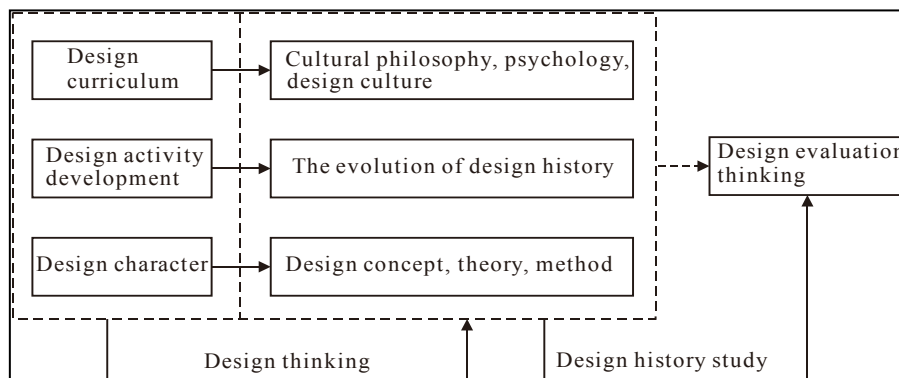 Design
curriculum
Cultural philosophy, psychology,
design culture
Design activity
development
The evolution of design history
Design evaluation
thinking
Design character
Design concept, theory, method
Design thinking
Design history study